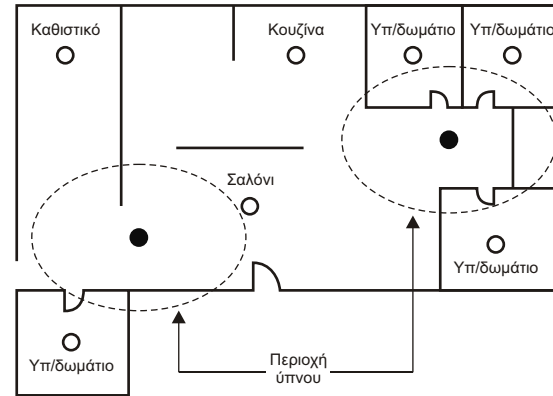 Καθιστικό
Κουζίνα
Υπ/δωμάτιο
Υπ/δωμάτιο
Σαλόνι
Υπ/δωμάτιο
Υπ/δωμάτιο
Περιοχή
ύπνου